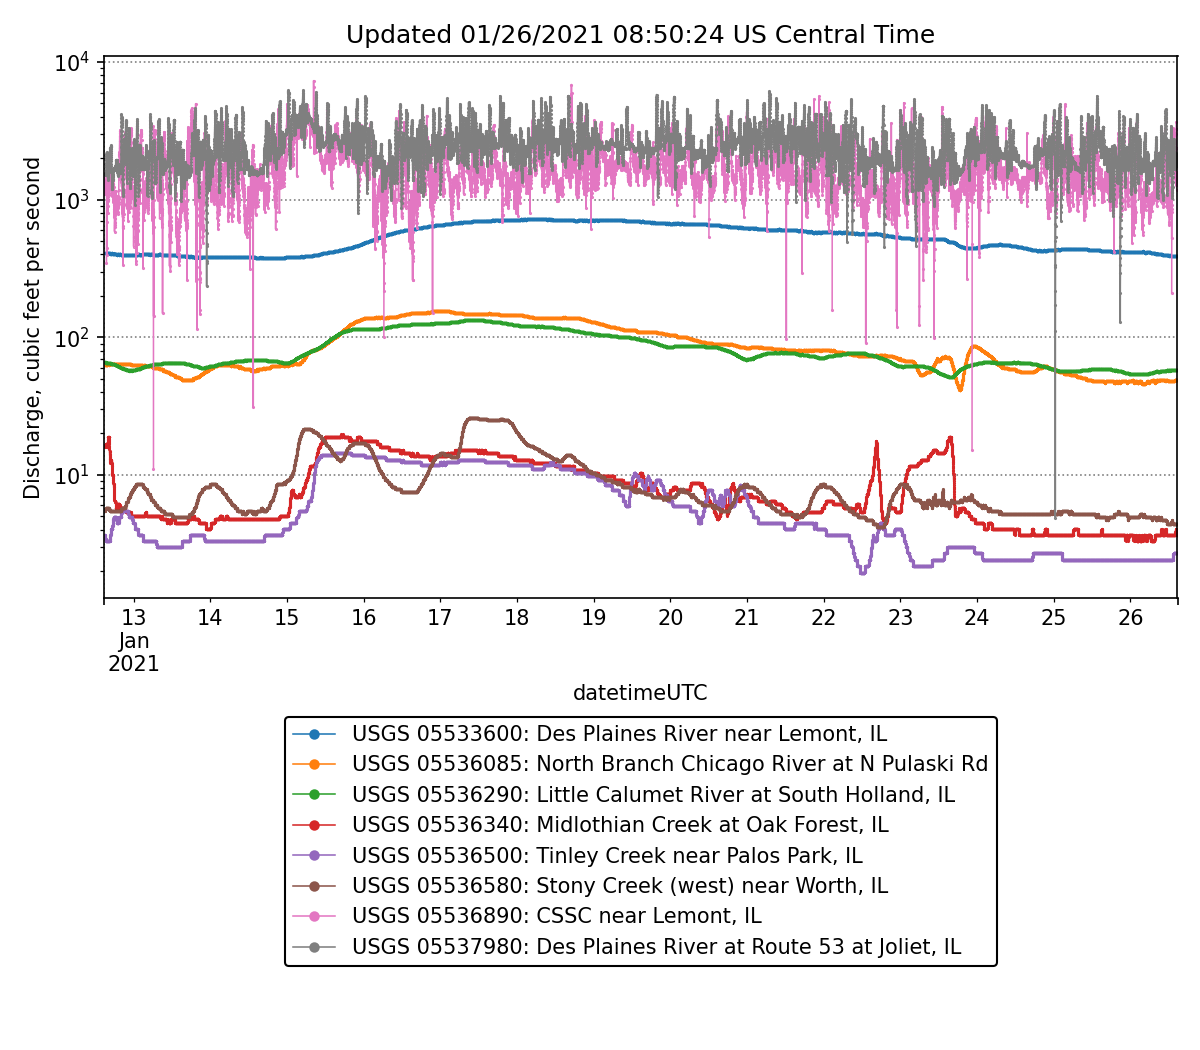 Updated 01/26/2021 08:50:24 US Central Time
Discharge, cubic feet per second
10^4
10^3
10^2
10^1
13 14 15 16 17 18 19 20 21 22 23 24 25 26
Jan
2021
datetimeUTC
USGS 05533600: Des Plaines River near Lemont, IL
USGS 05536085: North Branch Chicago River at N Pulaski Rd
USGS 05536290: Little Calumet River at South Holland, IL
USGS 05536340: Midlothian Creek at Oak Forest, IL
USGS 05536500: Tinley Creek near Palos Park, IL
USGS 05536580: Stony Creek (west) near Worth, IL
USGS 05536890: CSSC near Lemont, IL
USGS 05537980: Des Plaines River at Route 53 at Joliet, IL